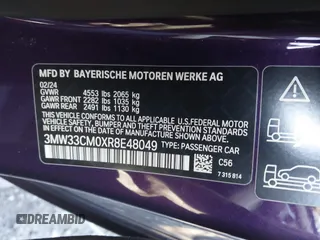 MFD BY BAYERISCHE MOTOREN WERKE AG
02/24
GVWR 4553 lbs 2065 kg
GAWR FRONT 2282 lbs 1035 kg
GAWR REAR 2491 lbs 1130 kg
THIS VEHICLE CONFORMS TO ALL APPLICABLE U.S.FEDERAL MOTOR
VEHICLE SAFETY, BUMPER, AND THEFT PREVENTION STANDARDS
IN EFFECT ON THE DATE OF MANUFACTURE SHOWN ABOVE.
3MW33CM0XR8E48049 TYPE: PASSENGER CAR
C56
7 315 814
DREAMBID